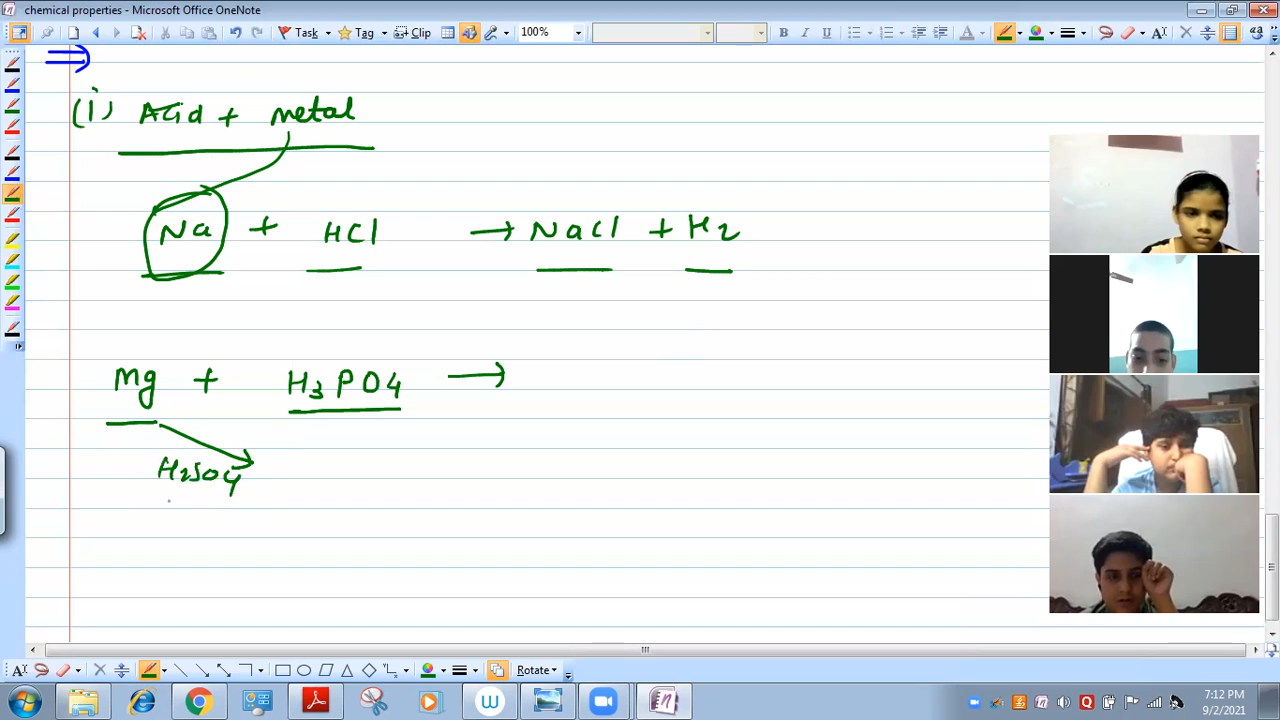 chemical properties - Microsoft Office OneNote
Task Tag Clip 100% B I U
(i) Acid + metal
Na + HCl → NaCl + H2
Mg + H3PO4 →
H2SO4
Rotate
7:12 PM
9/2/2021